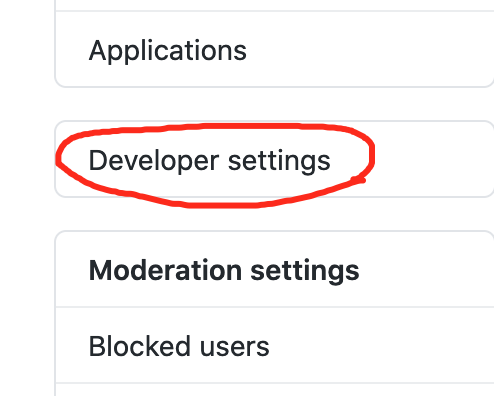 Applications
Developer settings
Moderation settings
Blocked users